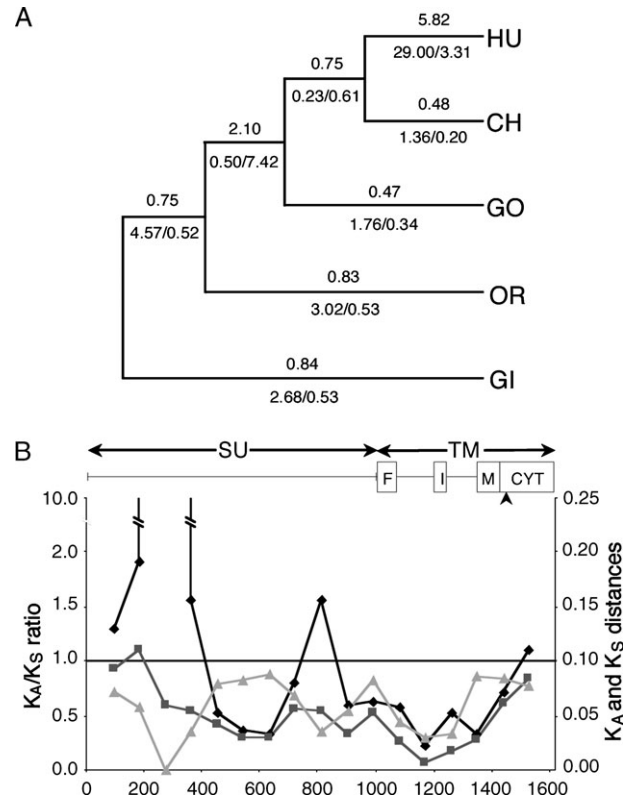 A
5.82
HU
29.00/3.31
0.75
0.23/0.61
0.48
CH
1.36/0.20
2.10
0.50/7.42
0.47
GO
1.76/0.34
0.75
4.57/0.52
0.83
OR
3.02/0.53
0.84
GI
2.68/0.53
B
SU
TM
F
I
M
CYT
10.0
2.0
1.5
1.0
0.5
0.0
KA/KS ratio
0.25
0.20
0.15
0.10
0.05
0.00
KA and KS distances
0 200 400 600 800 1000 1200 1400 1600